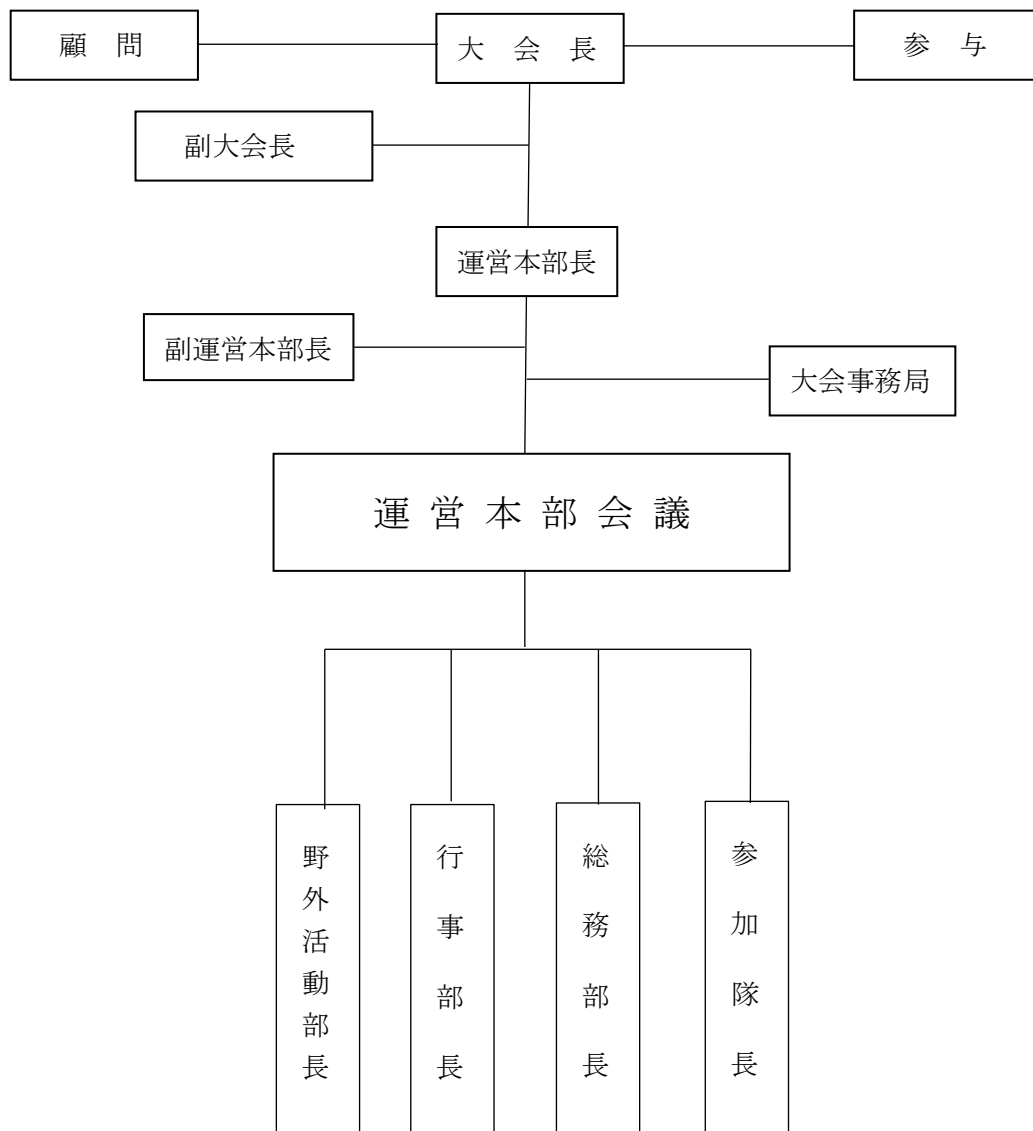 顧　問
大　会　長
参　与
副大会長
運営本部長
副運営本部長
大会事務局
運営本部会議
野外活動部長
行事部長
総務部長
参加隊長